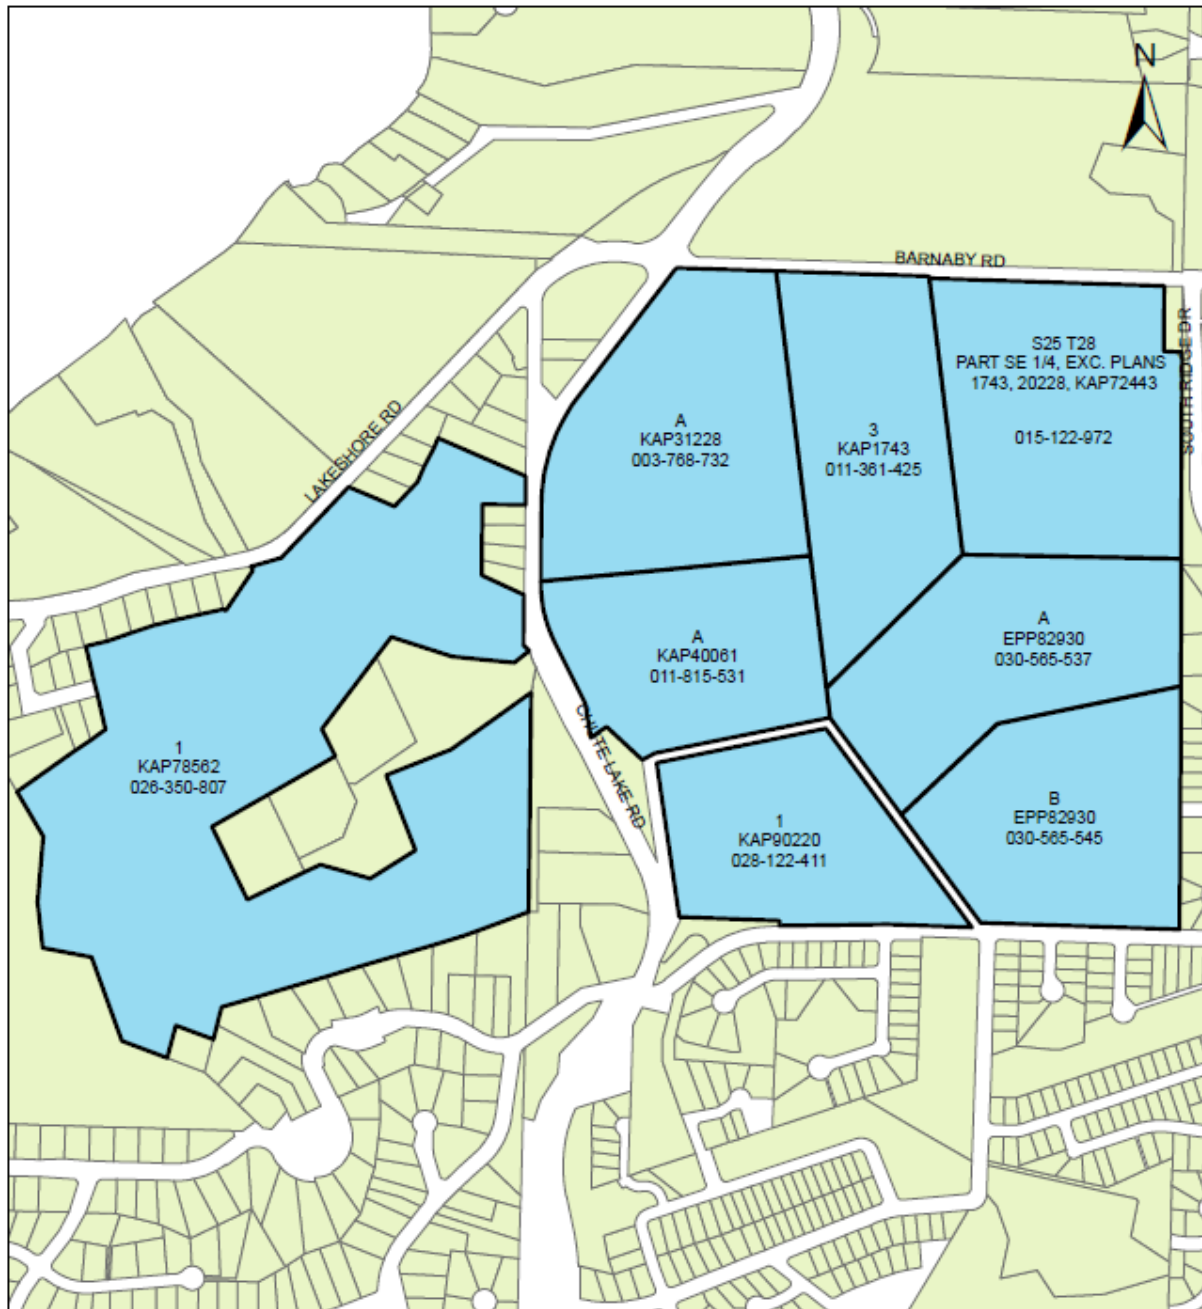 N
BARNABY RD
S25 T28
PART SE 1/4, EXC. PLANS
1743, 20228, KAP72443
015-122-972
SOUTH RIDGE DR
A
KAP31228
003-768-732
3
KAP1743
011-361-425
LAKESHORE RD
A
KAP40061
011-815-531
A
EPP82930
030-565-537
1
KAP78562
026-350-807
CHUTE LAKE RD
1
KAP90220
028-122-411
B
EPP82930
030-565-545